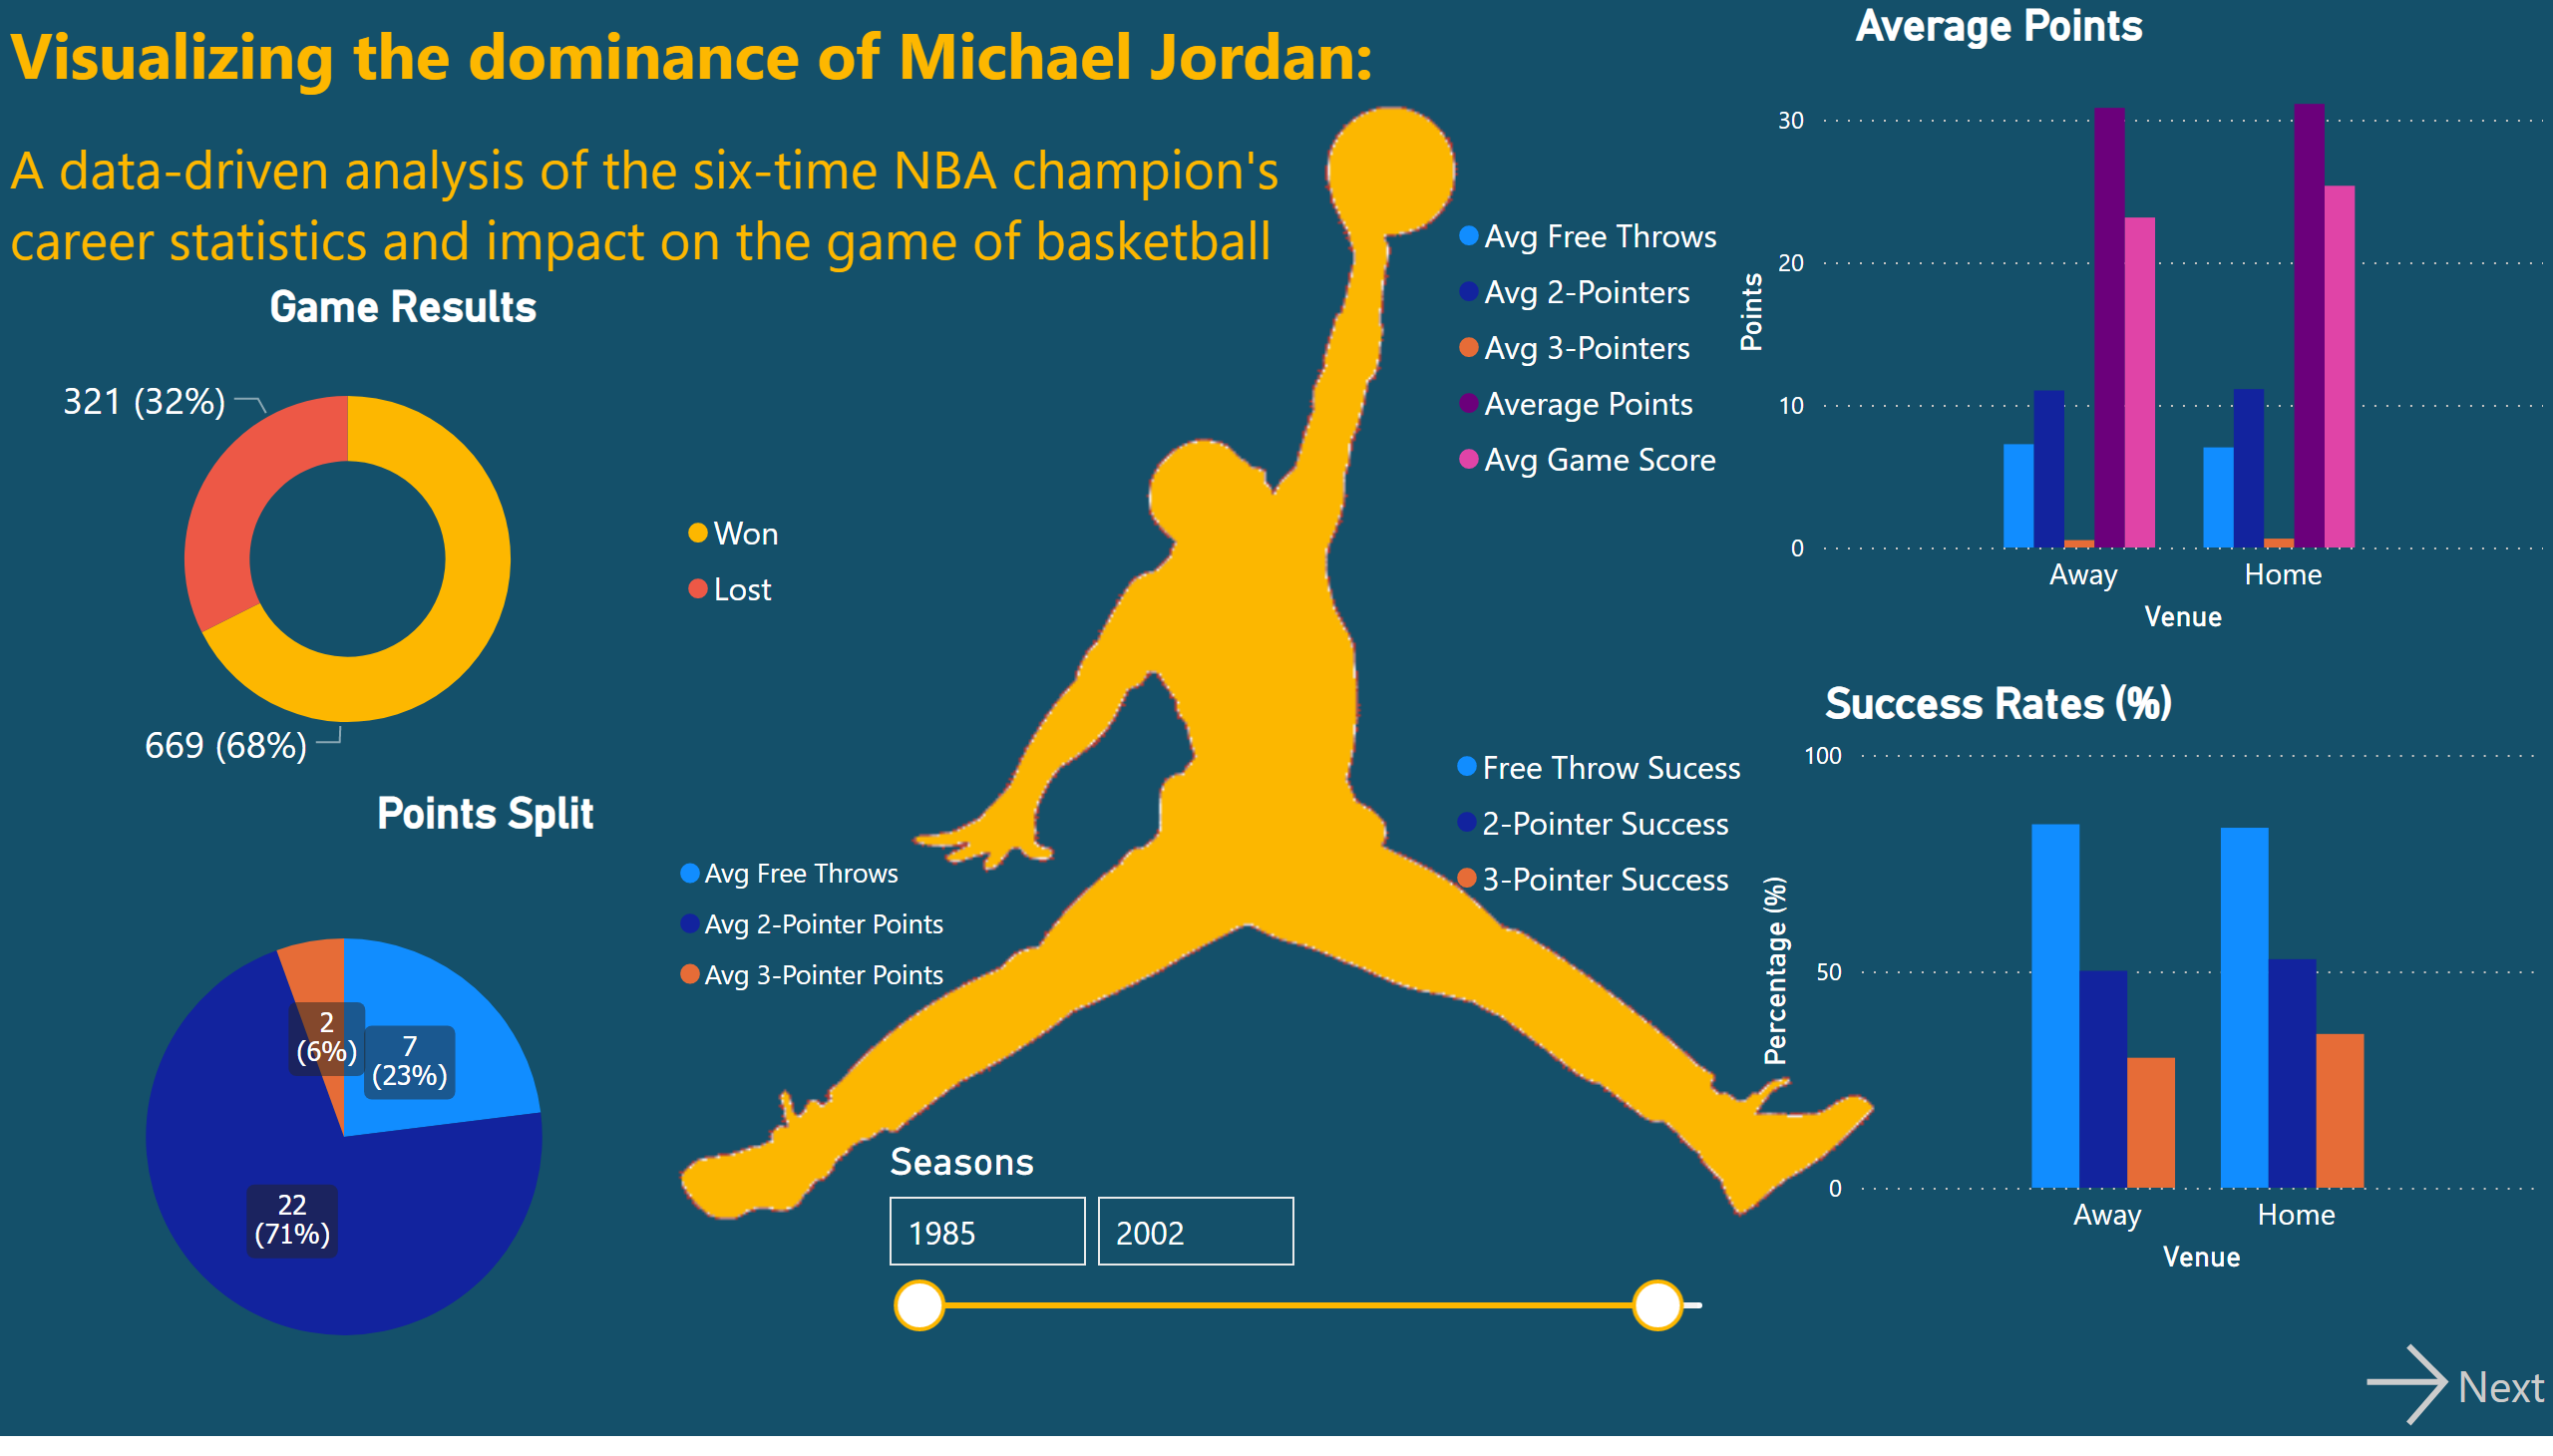 Visualizing the dominance of Michael Jordan:
A data-driven analysis of the six-time NBA champion's
career statistics and impact on the game of basketball
Game Results
321 (32%)
669 (68%)
Won
Lost
Points Split
Avg Free Throws
Avg 2-Pointer Points
Avg 3-Pointer Points
2
(6%)
7
(23%)
22
(71%)
Seasons
1985
2002
Average Points
Avg Free Throws
Avg 2-Pointers
Avg 3-Pointers
Average Points
Avg Game Score
Points
30
20
10
0
Away
Home
Venue
Success Rates (%)
Free Throw Sucess
2-Pointer Success
3-Pointer Success
Percentage (%)
100
50
0
Away
Home
Venue
Next